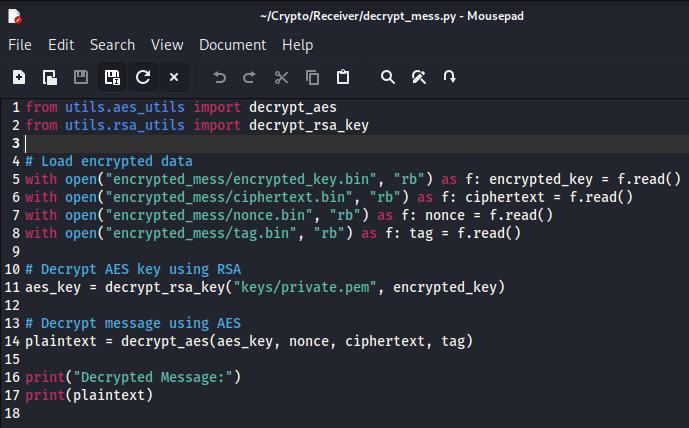 ~/Crypto/Receiver/decrypt_mess.py - Mousepad
File Edit Search View Document Help
1 from utils.aes_utils import decrypt_aes
2 from utils.rsa_utils import decrypt_rsa_key
3
4 # Load encrypted data
5 with open("encrypted_mess/encrypted_key.bin", "rb") as f: encrypted_key = f.read()
6 with open("encrypted_mess/ciphertext.bin", "rb") as f: ciphertext = f.read()
7 with open("encrypted_mess/nonce.bin", "rb") as f: nonce = f.read()
8 with open("encrypted_mess/tag.bin", "rb") as f: tag = f.read()
9
10 # Decrypt AES key using RSA
11 aes_key = decrypt_rsa_key("keys/private.pem", encrypted_key)
12
13 # Decrypt message using AES
14 plaintext = decrypt_aes(aes_key, nonce, ciphertext, tag)
15
16 print("Decrypted Message:")
17 print(plaintext)
18